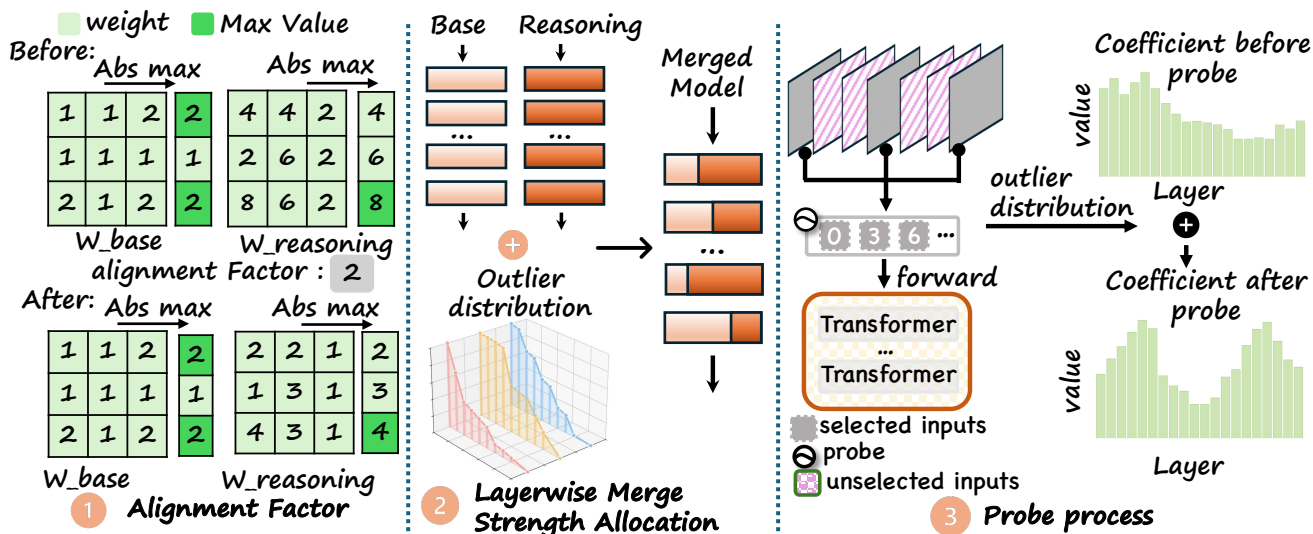 weight Max Value
Before:
Abs max Abs max
1 1 2 2
1 1 1 1
2 1 2 2
W_base
4 4 2 4
2 6 2 6
8 6 2 8
W_reasoning
alignment Factor : 2
After:
Abs max Abs max
1 1 2 2
1 1 1 1
2 1 2 2
W_base
2 2 1 2
1 3 1 3
4 3 1 4
W_reasoning
1 Alignment Factor
Base Reasoning
...
...
Merged
Model
...
+
Outlier
distribution
2 Layerwise Merge
Strength Allocation
0 3 6 ...
forward
Transformer
...
Transformer
selected inputs
probe
unselected inputs
outlier
distribution
Coefficient before
probe
value
Layer
+
Coefficient after
probe
value
Layer
3 Probe process